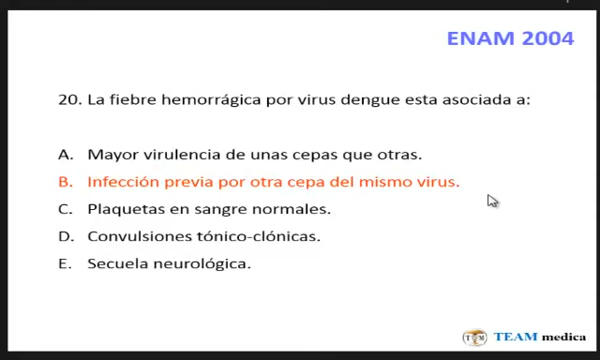 ENAM 2004
20. La fiebre hemorrágica por virus dengue esta asociada a:
A. Mayor virulencia de unas cepas que otras.
B. Infección previa por otra cepa del mismo virus.
C. Plaquetas en sangre normales.
D. Convulsiones tónico-clónicas.
E. Secuela neurológica.
TM TEAM medica